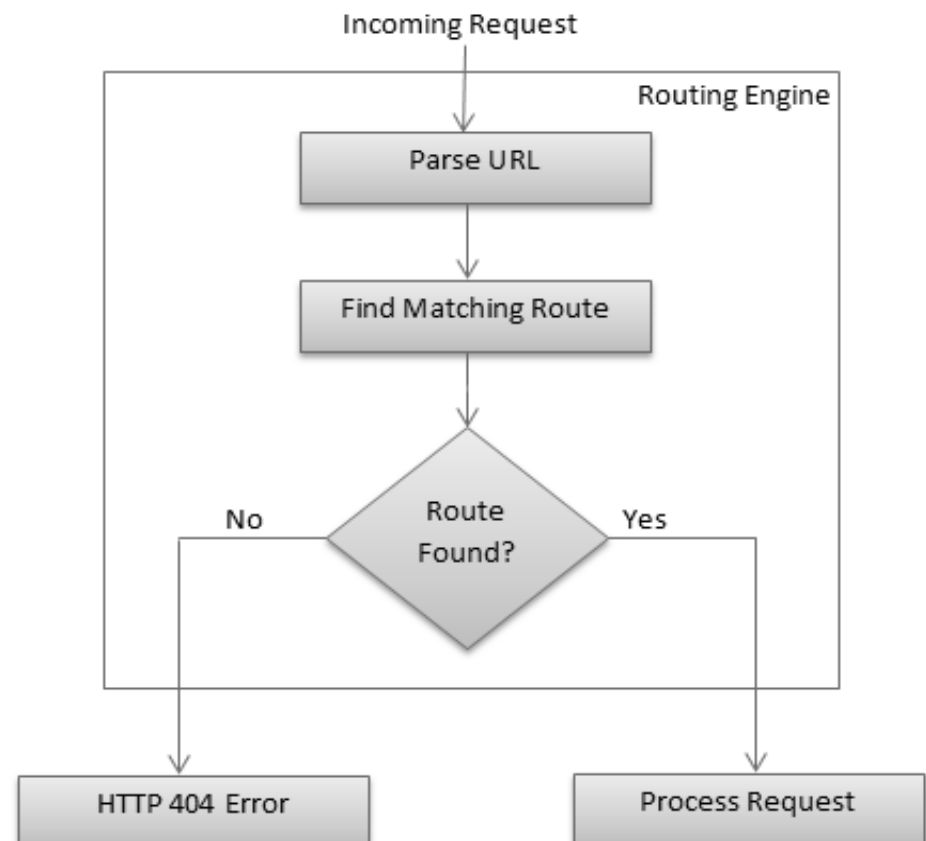 Incoming Request
Routing Engine
Parse URL
Find Matching Route
Route
Found?
No
Yes
HTTP 404 Error
Process Request